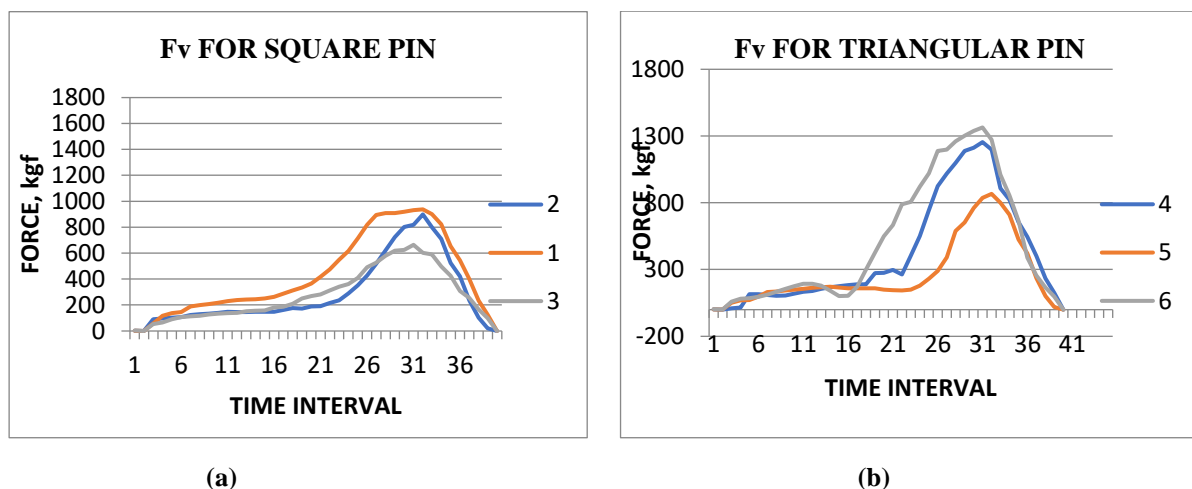 Fv FOR SQUARE PIN
1800
1600
1400
1200
1000
800
600
400
200
0
FORCE, kgf
1 6 11 16 21 26 31 36
TIME INTERVAL
2
1
3
(a)
Fv FOR TRIANGULAR PIN
1800
1300
800
300
-200
FORCE, kgf
1 6 11 16 21 26 31 36 41
TIME INTERVAL
4
5
6
(b)